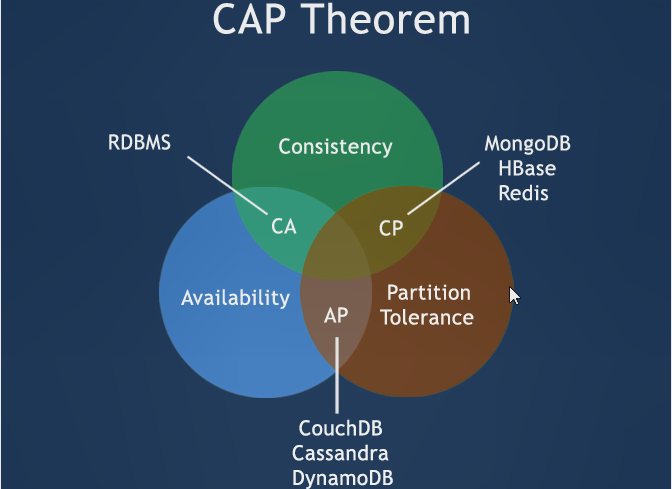 CAP Theorem
RDBMS
Consistency
MongoDB
HBase
Redis
CA
CP
Availability
Partition
Tolerance
AP
CouchDB
Cassandra
DynamoDB